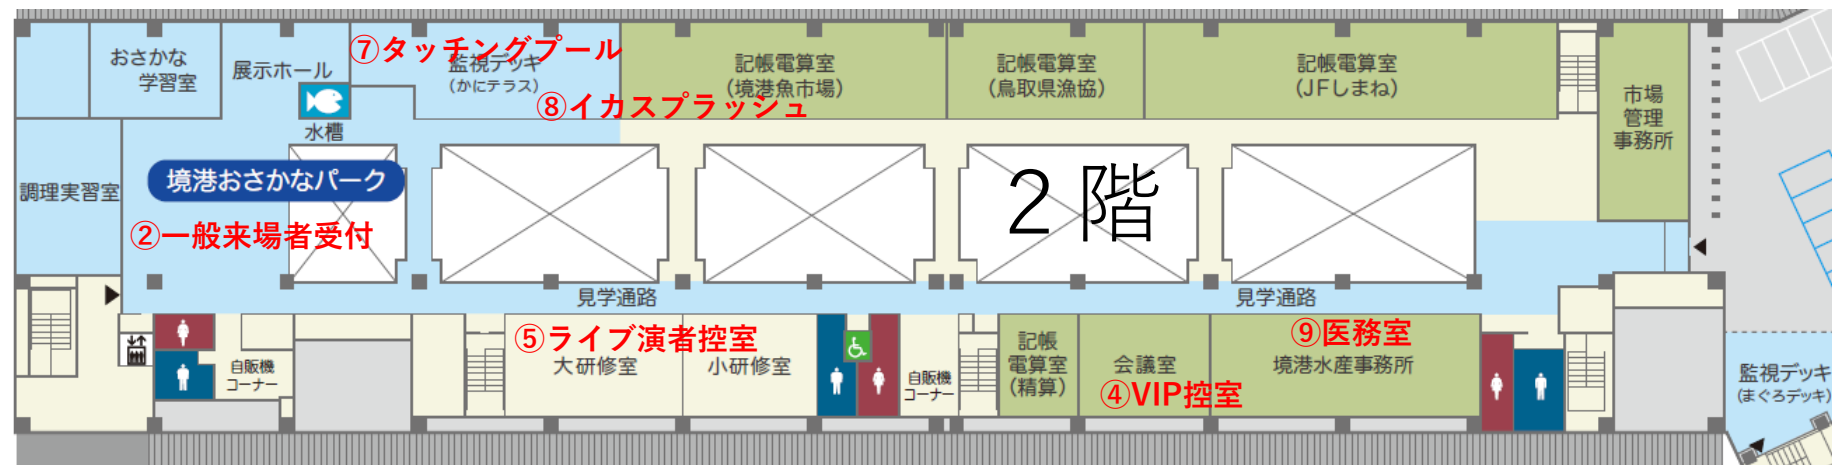 おさかな
学習室
展示ホール
⑦タッチングプール
監視デッキ
(かにテラス)
⑧イカスプラッシュ
記帳電算室
(境港魚市場)
記帳電算室
(鳥取県漁協)
記帳電算室
(JFしまね)
市場
管理
事務所
水槽
調理実習室
境港おさかなパーク
②一般来場者受付
2階
見学通路
見学通路
自販機
コーナー
⑤ライブ演者控室
大研修室
小研修室
自販機
コーナー
記帳
電算室
(精算)
会議室
④VIP控室
⑨医務室
境港水産事務所
監視デッキ
(まぐろデッキ)